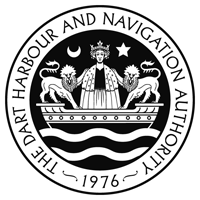 THE DART HARBOUR AND NAVIGATION AUTHORITY
1976